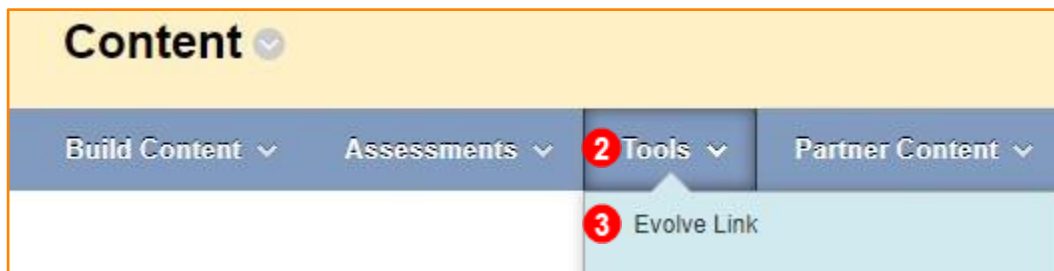 Content
Build Content Assessments 2 Tools Partner Content
3 Evolve Link